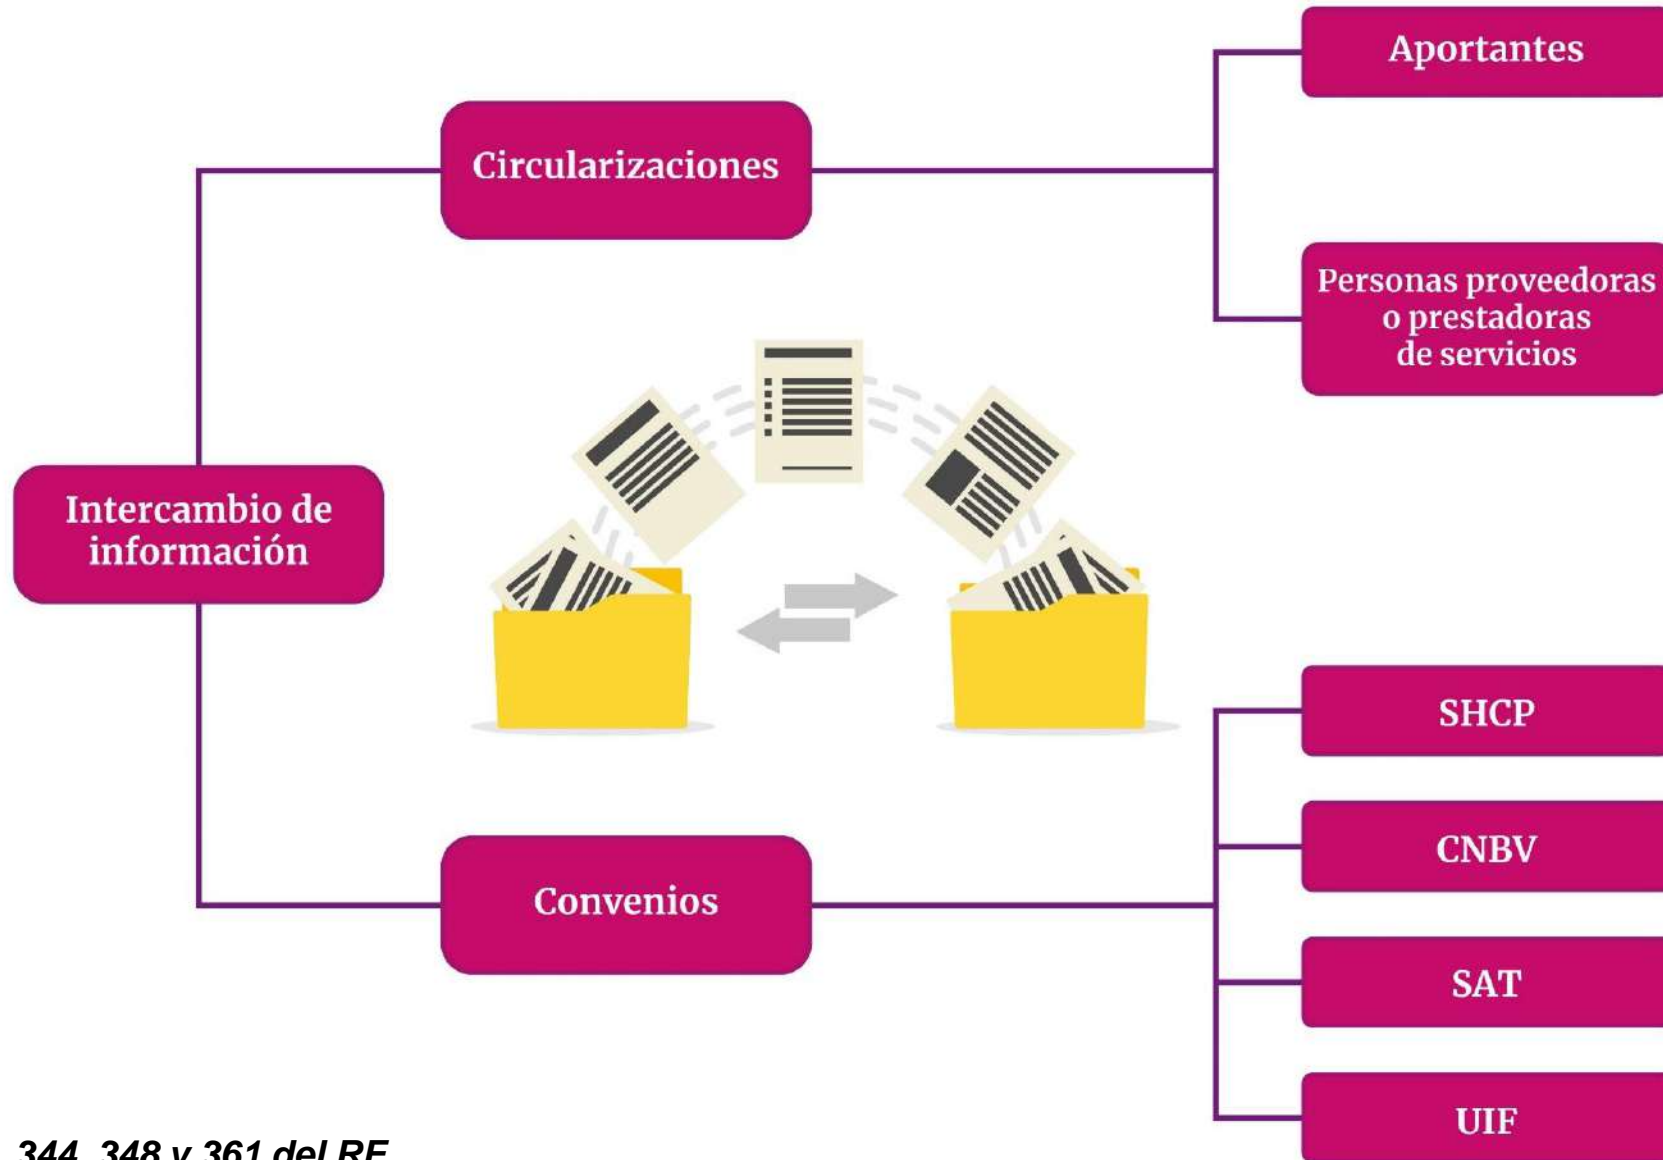 Intercambio de
información
Circularizaciones
Aportantes
Personas proveedoras
o prestadoras
de servicios
Convenios
SHCP
CNBV
SAT
UIF
344, 348 y 361 del RF